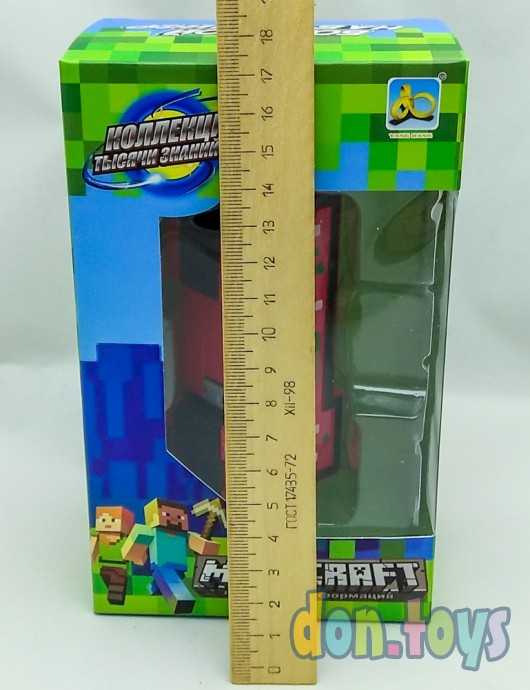 КОЛЛЕКЦИ
ТЫСЯЧИ ЗНАНИЙ
18
17
16
15
14
13
12
11
10
9
8
7
6
5
4
3
2
1
0
XII-98
ГОСТ 17435-72
M CRAFT
формация
don.toys